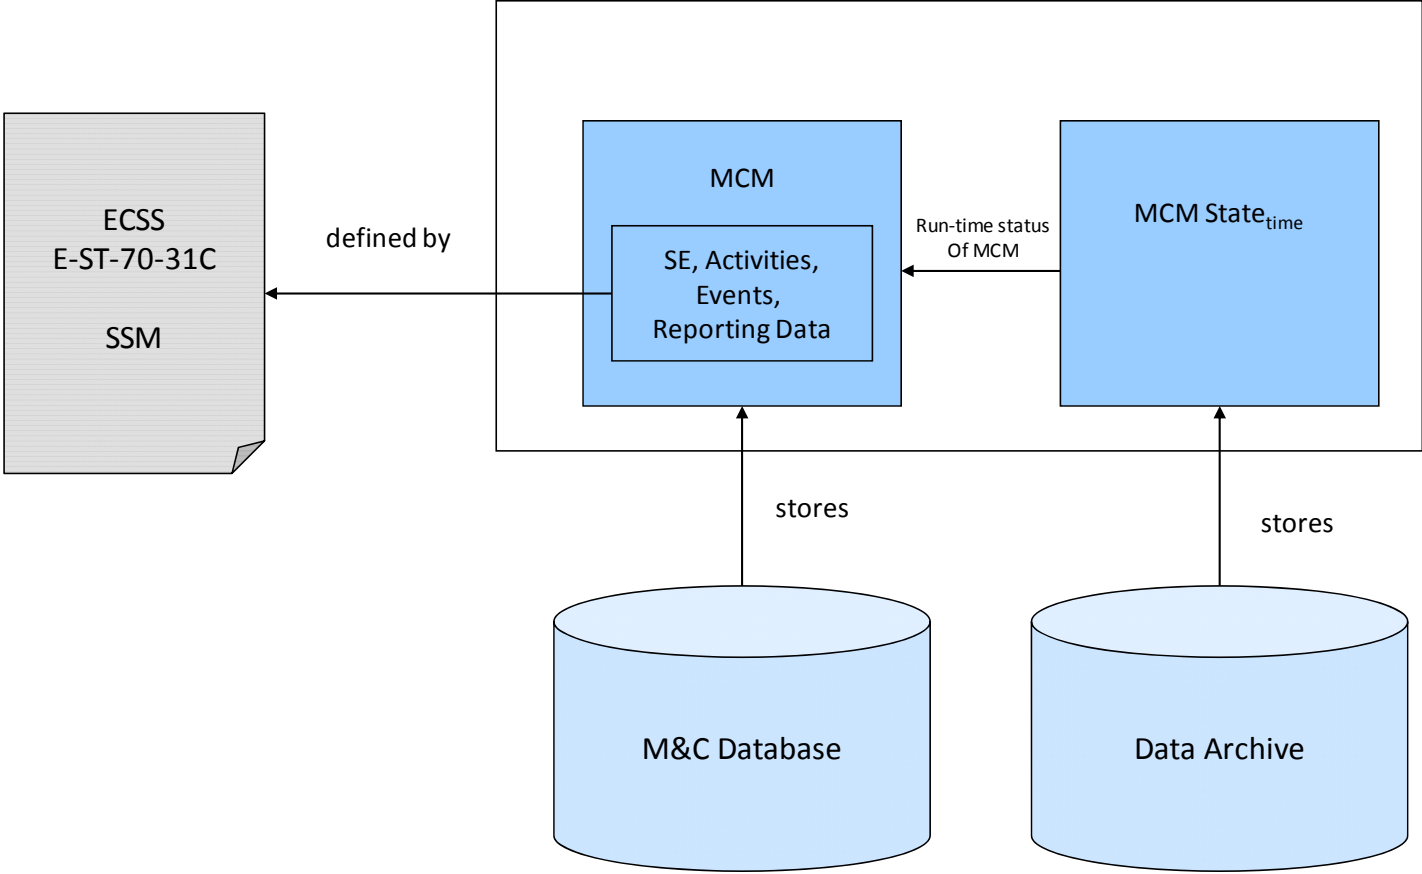 ECSS
E-ST-70-31C
SSM
defined by
MCM
SE, Activities,
Events,
Reporting Data
Run-time status
Of MCM
MCM State time
stores
stores
M&C Database
Data Archive